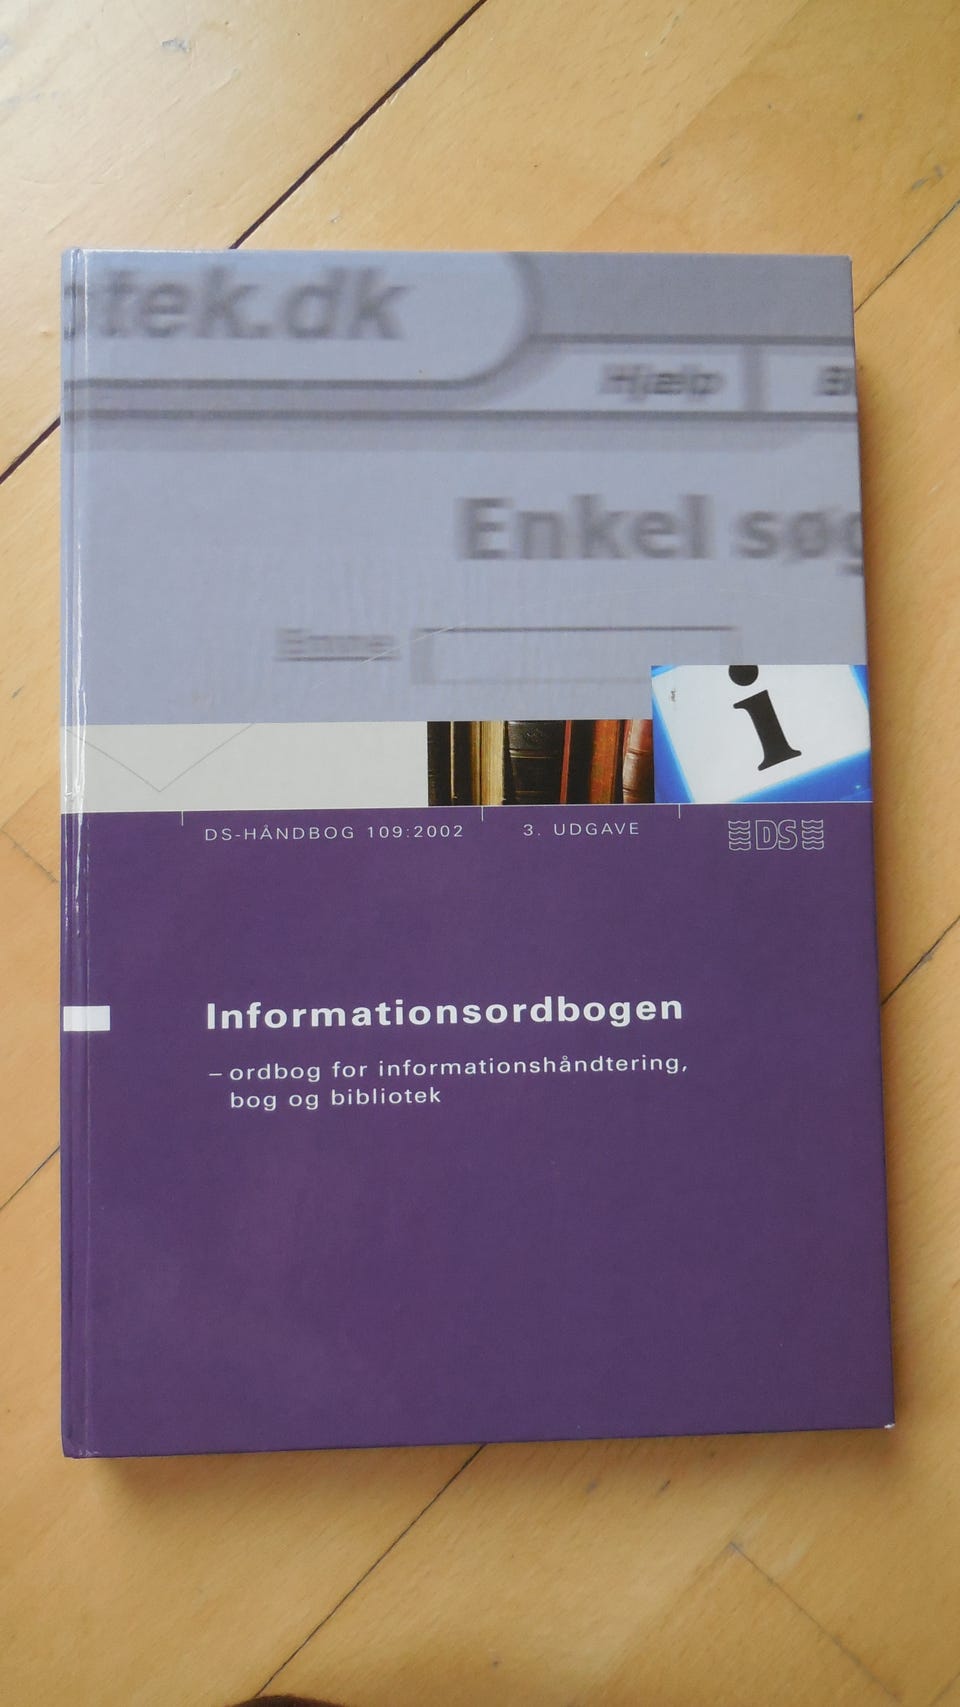 tek.dk
Hjælp
Enkel søg
Emne
i
DS-HÅNDBOG 109:2002 3. UDGAVE DS
Informationsordbogen
– ordbog for informationshåndtering,
bog og bibliotek